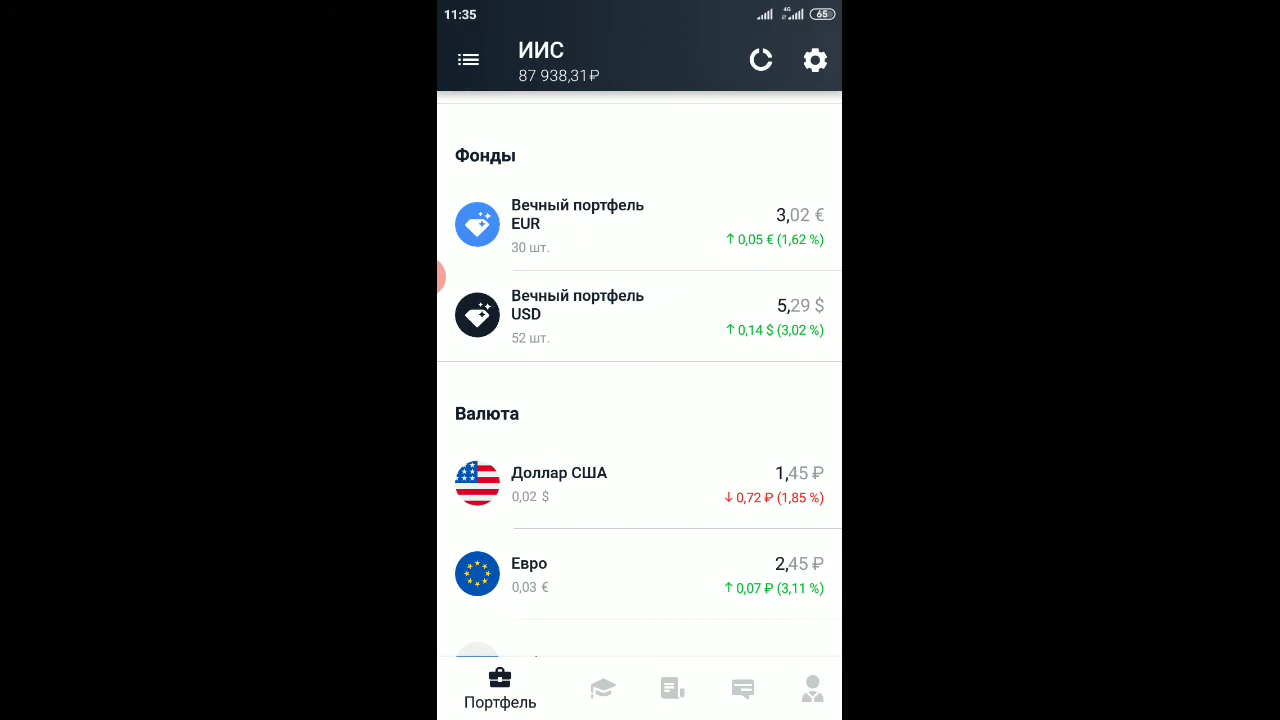 11:35
4G
65
ИИС
87 938,31 ₽
Фонды
Вечный портфель
EUR
30 шт.
3,02 €
↑ 0,05 € (1,62 %)
Вечный портфель
USD
52 шт.
5,29 $
↑ 0,14 $ (3,02 %)
Валюта
Доллар США
0,02 $
1,45 ₽
↓ 0,72 ₽ (1,85 %)
Евро
0,03 €
2,45 ₽
↑ 0,07 ₽ (3,11 %)
Портфель